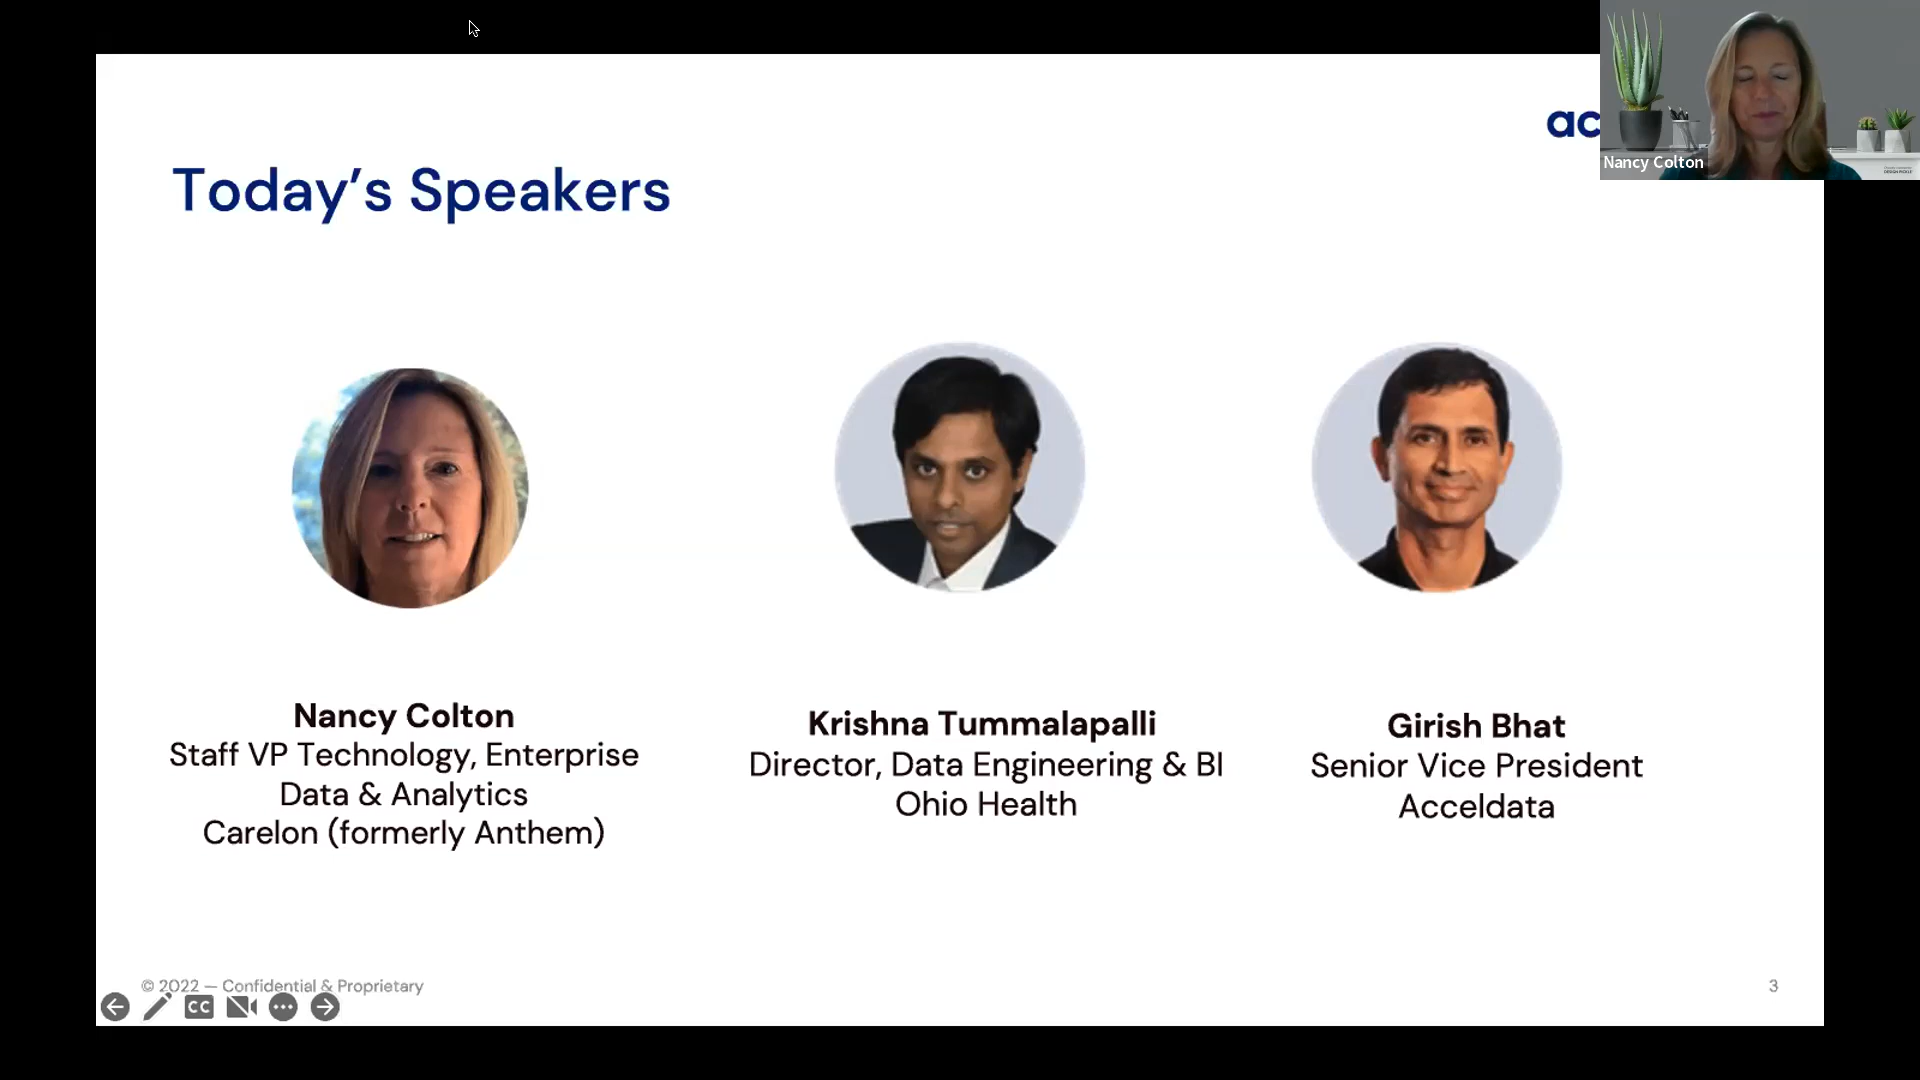 ac
Nancy Colton
Today's Speakers
Nancy Colton
Staff VP Technology, Enterprise
Data & Analytics
Carelon (formerly Anthem)
Krishna Tummalapalli
Director, Data Engineering & BI
Ohio Health
Girish Bhat
Senior Vice President
Acceldata
© 2022 — Confidential & Proprietary
3
CC